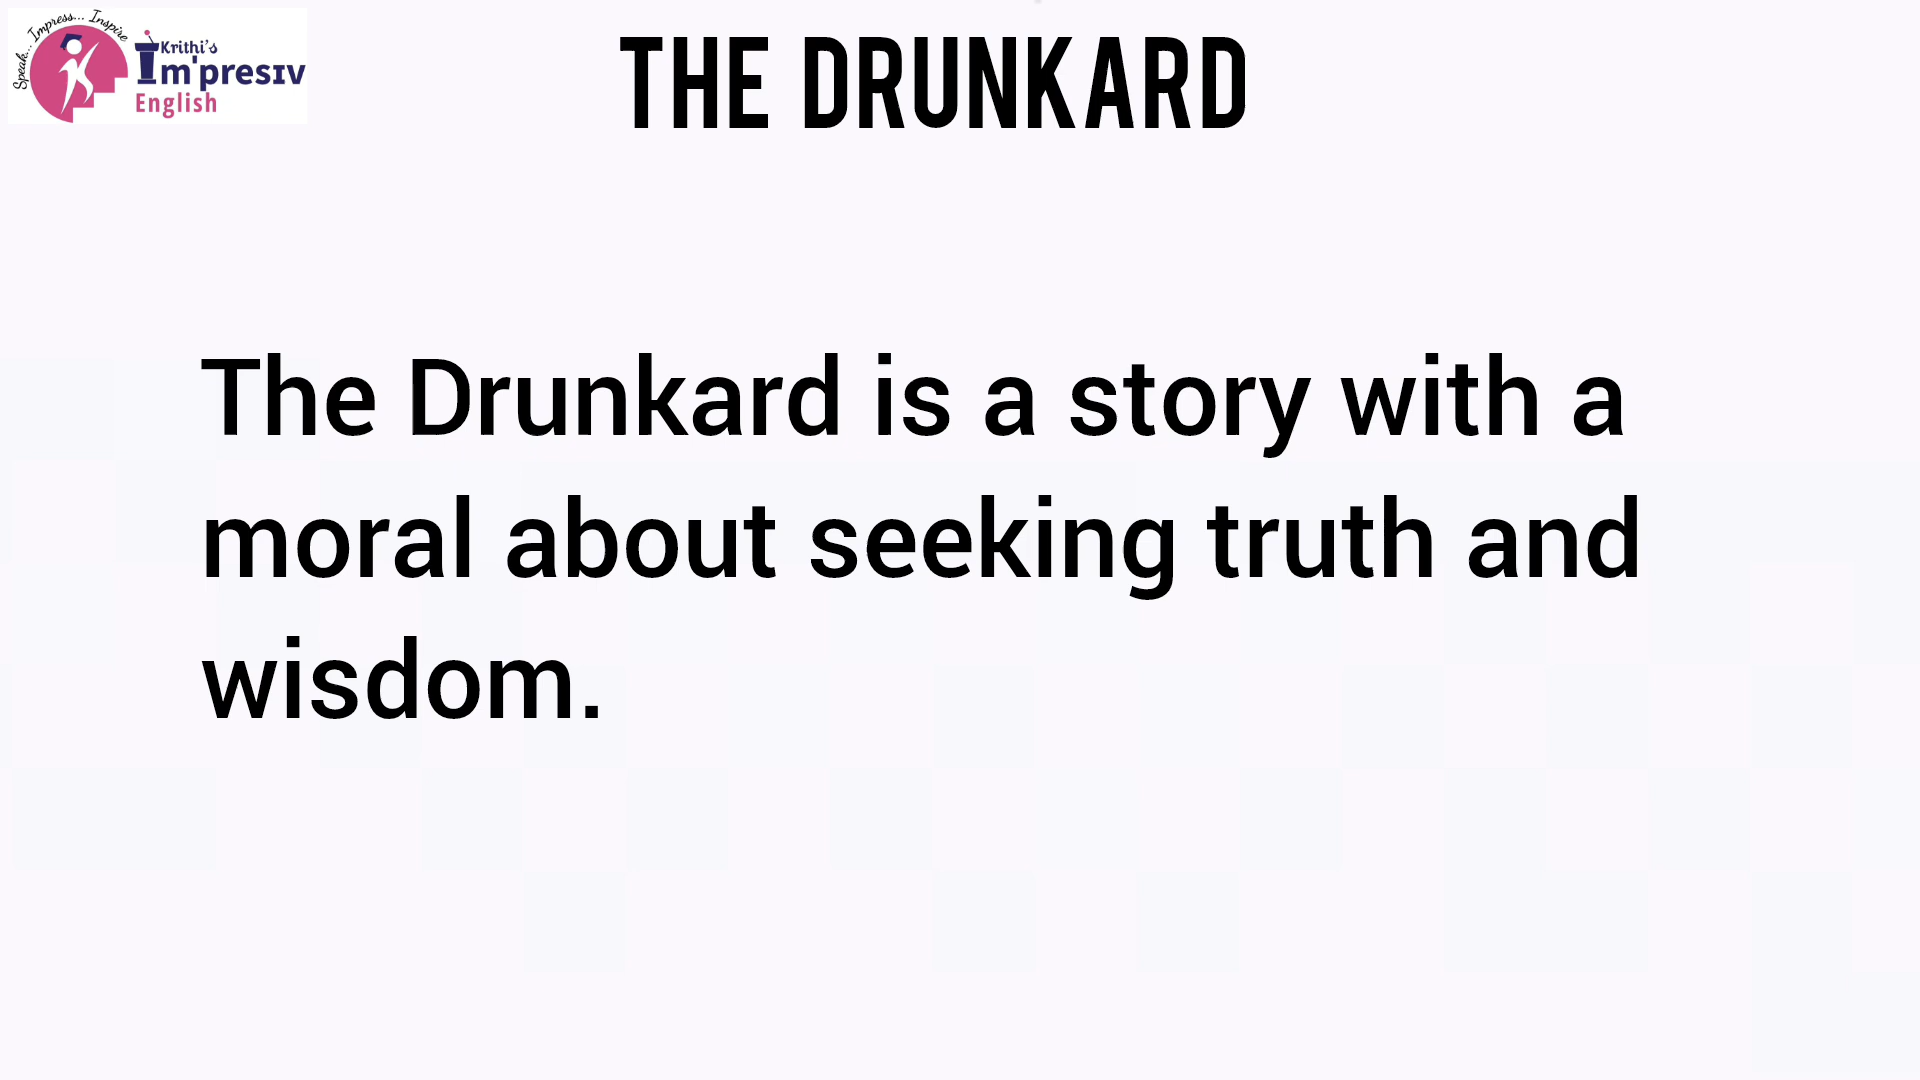 Speak... Impress... Inspire
Krithi's
Im'presıv
English
THE DRUNKARD
The Drunkard is a story with a
moral about seeking truth and
wisdom.